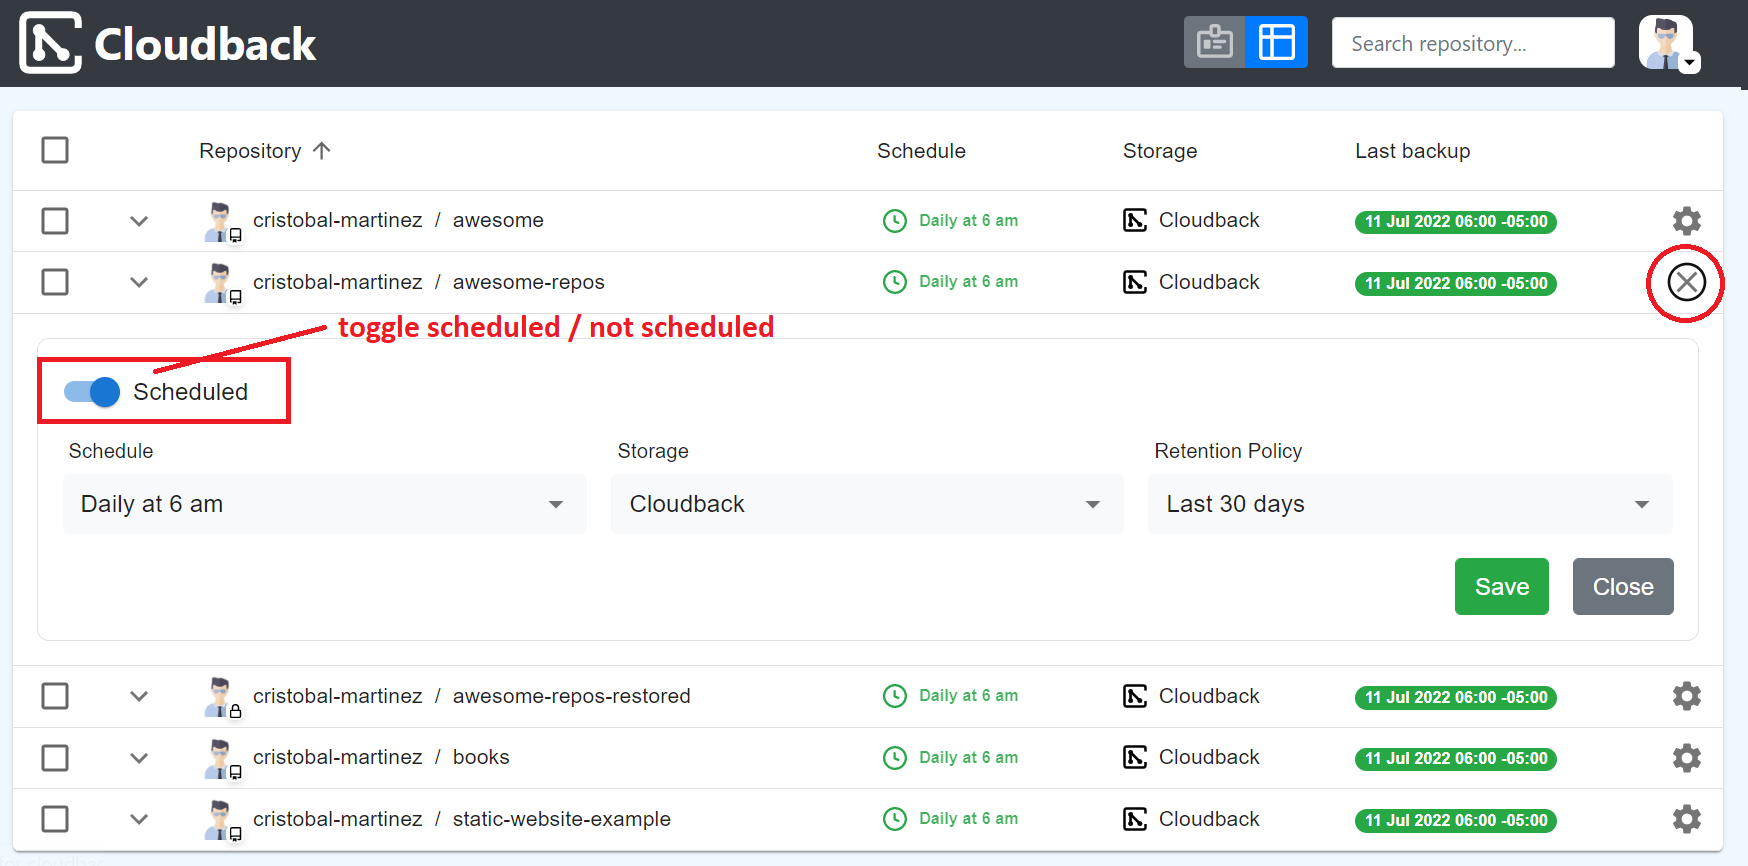 Cloudback
Search repository...
Repository Schedule Storage Last backup
cristobal-martinez / awesome Daily at 6 am Cloudback 11 Jul 2022 06:00 -05:00
cristobal-martinez / awesome-repos Daily at 6 am Cloudback 11 Jul 2022 06:00 -05:00
toggle scheduled / not scheduled
Scheduled
Schedule Storage Retention Policy
Daily at 6 am Cloudback Last 30 days
Save Close
cristobal-martinez / awesome-repos-restored Daily at 6 am Cloudback 11 Jul 2022 06:00 -05:00
cristobal-martinez / books Daily at 6 am Cloudback 11 Jul 2022 06:00 -05:00
cristobal-martinez / static-website-example Daily at 6 am Cloudback 11 Jul 2022 06:00 -05:00